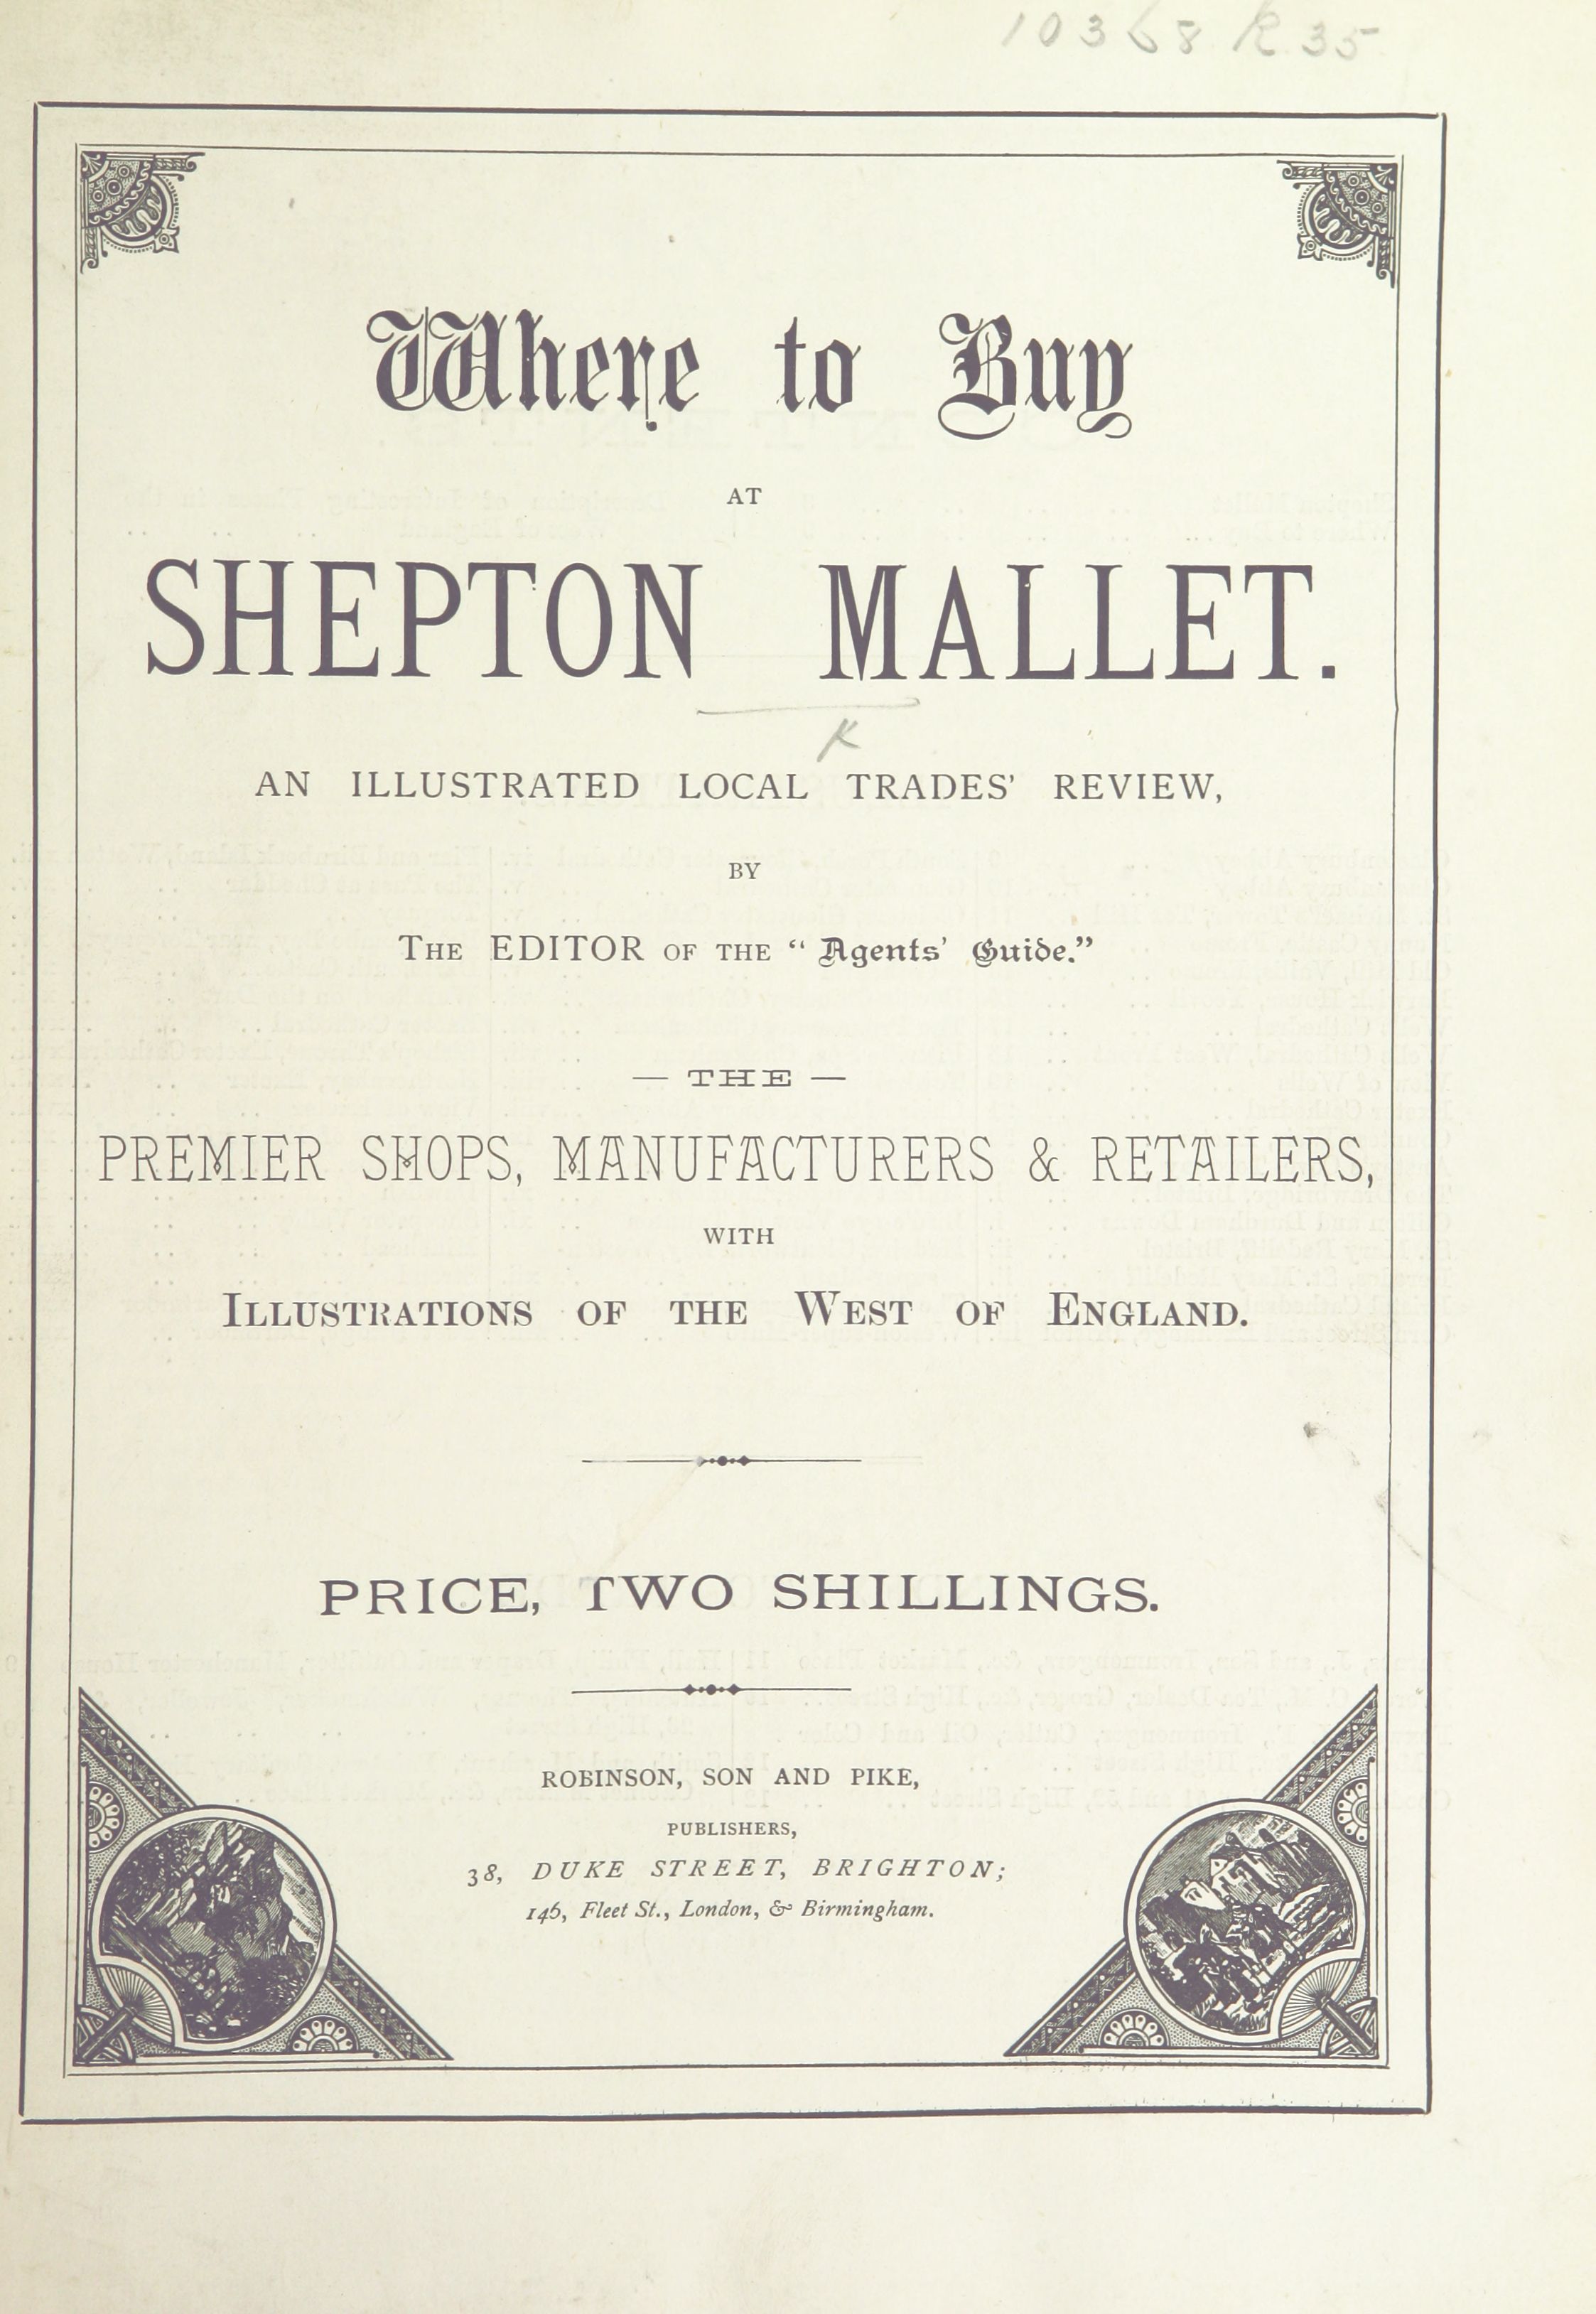 10368 k 35
Where to Buy
AT
SHEPTON MALLET.
K
AN ILLUSTRATED LOCAL TRADES' REVIEW,
BY
THE EDITOR OF THE “Agents' Guide.”
— THE —
PREMIER SHOPS, MANUFACTURERS & RETAILERS,
WITH
ILLUSTRATIONS OF THE WEST OF ENGLAND.
PRICE, TWO SHILLINGS.
ROBINSON, SON AND PIKE,
PUBLISHERS,
38, DUKE STREET, BRIGHTON;
146, Fleet St., London, & Birmingham.